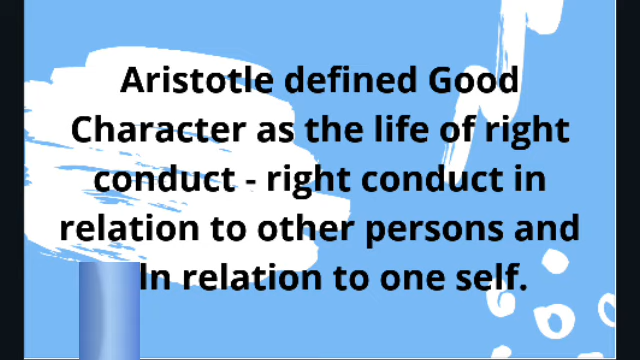 Aristotle defined Good
Character as the life of right
conduct - right conduct in
relation to other persons and
In relation to one self.